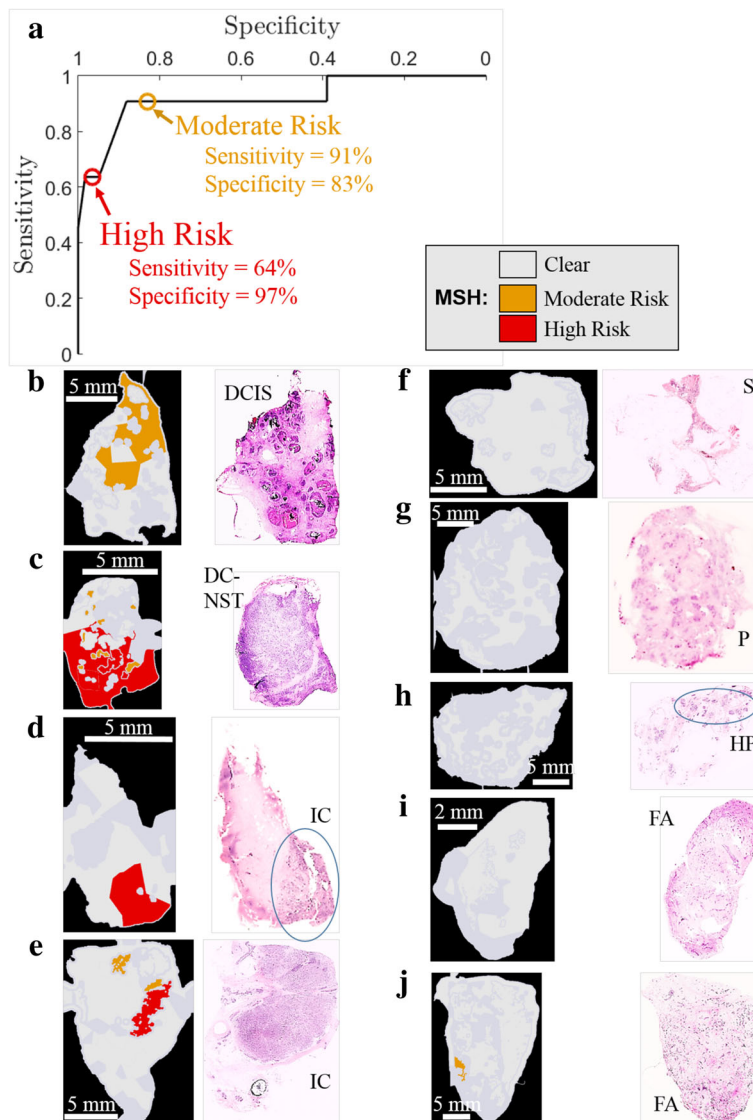 a
Specificity
1 0.8 0.6 0.4 0.2 0
Sensitivity
1
0.8
0.6
0.4
0.2
0
Moderate Risk
Sensitivity = 91%
Specificity = 83%
High Risk
Sensitivity = 64%
Specificity = 97%
MSH:
Clear
Moderate Risk
High Risk
b
5 mm
DCIS
c
5 mm
DC-
NST
d
5 mm
IC
e
5 mm
IC
f
5 mm
S
g
5 mm
P
h
5 mm
HP
i
2 mm
FA
j
5 mm
FA